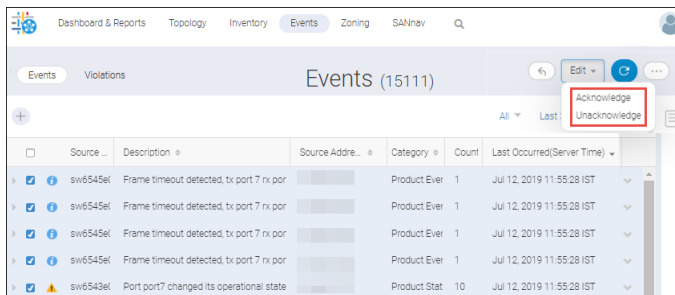 Dashboard & Reports Topology Inventory Events Zoning SANnav
Events Violations Events (15111) Edit
Acknowledge
All Last Unacknowledge
Source ... Description Source Addre... Category Count Last Occurred(Server Time)
sw6545e0 Frame timeout detected, tx port 7 rx por Product Ever 1 Jul 12, 2019 11:55:28 IST
sw6545e( Frame timeout detected, tx port 7 rx por Product Ever 1 Jul 12, 2019 11:55:28 IST
sw6545e( Frame timeout detected, tx port 7 rx por Product Ever 1 Jul 12, 2019 11:55:28 IST
sw6545e( Frame timeout detected, tx port 7 rx por Product Ever 1 Jul 12, 2019 11:55:28 IST
sw6543e( Port port7 changed its operational state Product Stat 10 Jul 12, 2019 11:55:28 IST